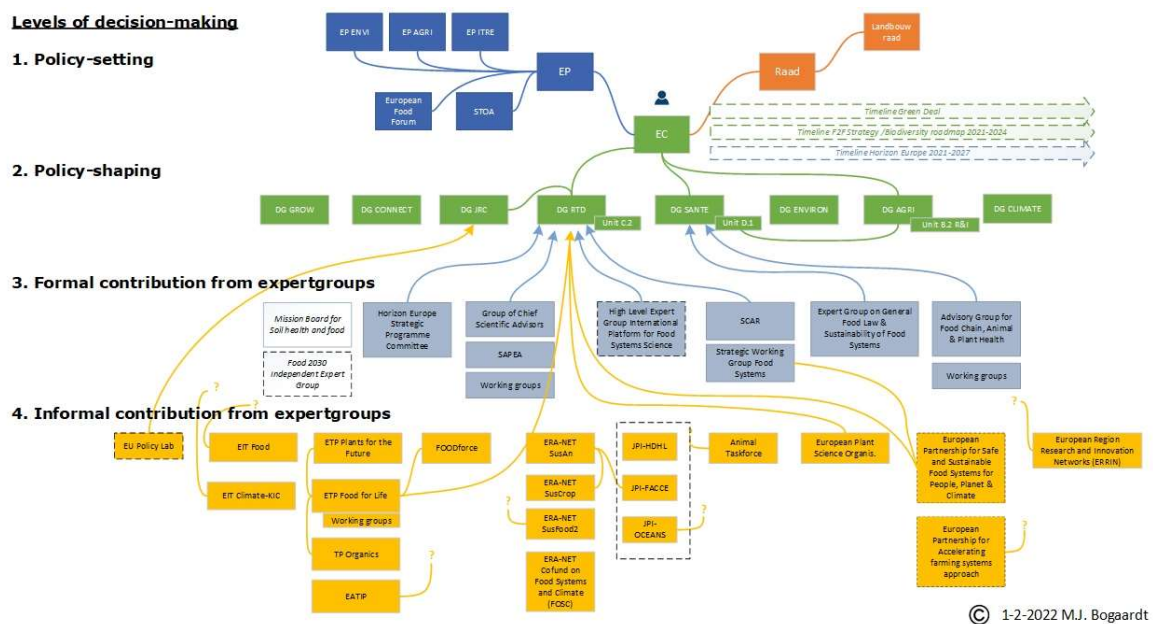 Levels of decision-making
1. Policy-setting
EP ENVI
EP AGRI
EP ITRE
EP
European
Food
Forum
STOA
Raad
Landbouw
raad
EC
Timeline Green Deal
Timeline F2F Strategy /Biodiversity roadmap 2021-2024
Timeline Horizon Europe 2021-2027
2. Policy-shaping
DG GROW
DG CONNECT
DG JRC
DG RTD
Unit C.2
DG SANTE
Unit D.1
DG ENVIRON
DG AGRI
Unit B.2 R&I
DG CLIMATE
3. Formal contribution from expertgroups
Mission Board for
Soil health and food
Food 2030
Independent Expert
Group
Horizon Europe
Strategic
Programme
Committee
Group of Chief
Scientific Advisors
SAPEA
Working groups
High Level Expert
Group International
Platform for Food
Systems Science
SCAR
Strategic Working
Group Food
Systems
Expert Group on General
Food Law &
Sustainability of Food
Systems
Advisory Group for
Food Chain, Animal
& Plant Health
Working groups
?
?
?
4. Informal contribution from expertgroups
EU Policy Lab
EIT Food
EIT Climate-KIC
ETP Plants for the
Future
ETP Food for Life
Working groups
TP Organics
EATIP
?
FOODforce
ERA-NET
SusAn
ERA-NET
SusCrop
?
ERA-NET
SusFood2
ERA-NET
Cofund on
Food Systems
and Climate
(FOSC)
JPI-HDHL
JPI-FACCE
JPI-
OCEANS
?
Animal
Taskforce
European Plant
Science Organis.
European
Partnership for Safe
and Sustainable
Food Systems for
People, Planet &
Climate
European
Partnership for
Accelerating
farming systems
approach
?
European Region
Research and Innovation
Networks (ERRIN)
© 1-2-2022 M.J. Bogaardt